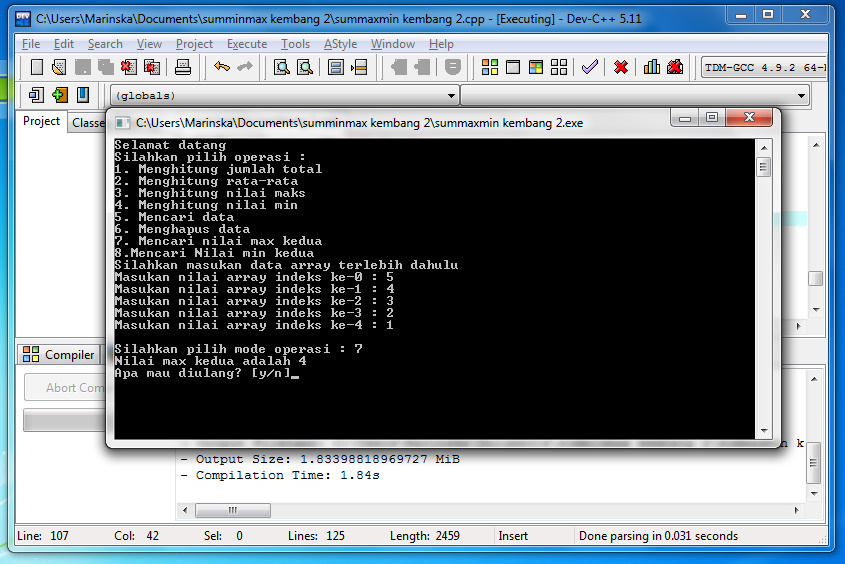 C:\Users\Marinska\Documents\summinmax kembang 2\summaxmin kembang 2.cpp - [Executing] - Dev-C++ 5.11
File Edit Search View Project Execute Tools AStyle Window Help
TDM-GCC 4.9.2 64-
(globals)
Project Classe
C:\Users\Marinska\Documents\summinmax kembang 2\summaxmin kembang 2.exe
Selamat datang
Silahkan pilih operasi :
1. Menghitung jumlah total
2. Menghitung rata-rata
3. Menghitung nilai maks
4. Menghitung nilai min
5. Mencari data
6. Menghapus data
7. Mencari nilai max kedua
8.Mencari Nilai min kedua
Silahkan masukan data array terlebih dahulu
Masukan nilai array indeks ke-0 : 5
Masukan nilai array indeks ke-1 : 4
Masukan nilai array indeks ke-2 : 3
Masukan nilai array indeks ke-3 : 2
Masukan nilai array indeks ke-4 : 1
Silahkan pilih mode operasi : 7
Nilai max kedua adalah 4
Apa mau diulang? [y/n]_
Compiler
Abort Com
- Output Size: 1.83398818969727 MiB
- Compilation Time: 1.84s
Line: 107 Col: 42 Sel: 0 Lines: 125 Length: 2459 Insert Done parsing in 0.031 seconds